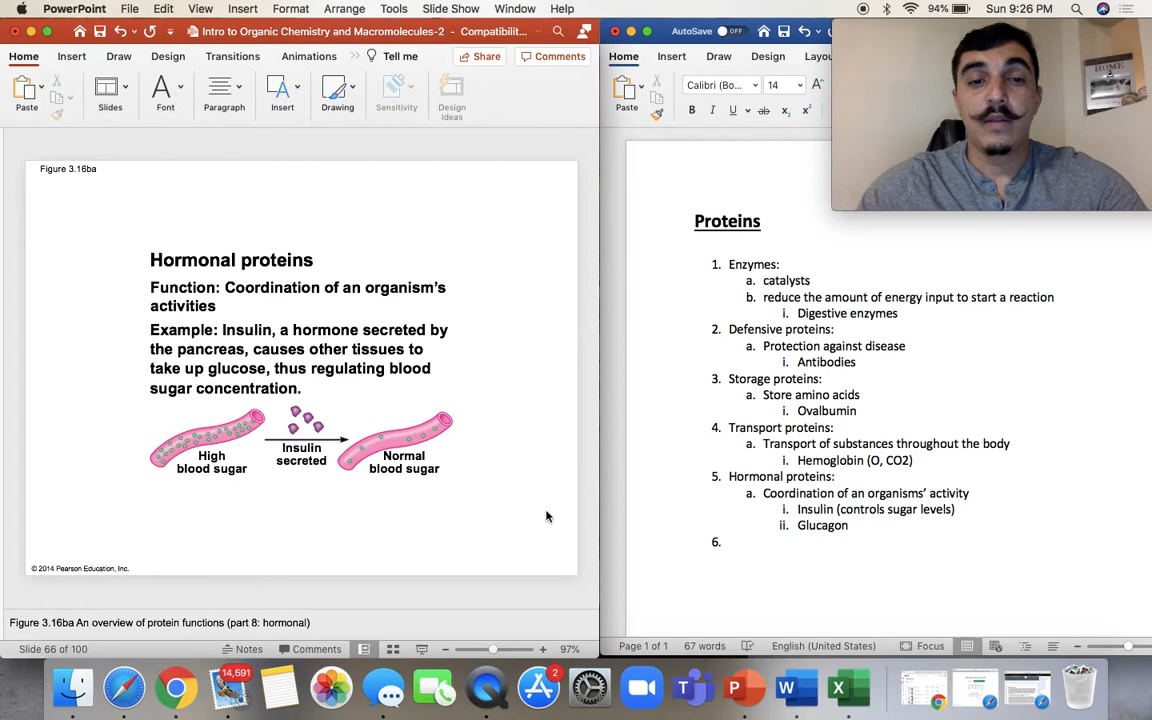 PowerPoint File Edit View Insert Format Arrange Tools Slide Show Window Help 94% Sun 9:26 PM
Intro to Organic Chemistry and Macromolecules-2 - Compatibilit...
Home Insert Draw Design Transitions Animations Tell me Share Comments
Paste Slides Font Paragraph Insert Drawing Sensitivity Design Ideas
Figure 3.16ba
Hormonal proteins
Function: Coordination of an organism's
activities
Example: Insulin, a hormone secreted by
the pancreas, causes other tissues to
take up glucose, thus regulating blood
sugar concentration.
High
blood sugar
Insulin
secreted
Normal
blood sugar
© 2014 Pearson Education, Inc.
Figure 3.16ba An overview of protein functions (part 8: hormonal)
Slide 66 of 100 Notes Comments 97%
AutoSave OFF
Home Insert Draw Design Layou
Paste Calibri (Bo... 14 A^
B I U ab x₂ x²
HOME
Proteins
1. Enzymes:
a. catalysts
b. reduce the amount of energy input to start a reaction
i. Digestive enzymes
2. Defensive proteins:
a. Protection against disease
i. Antibodies
3. Storage proteins:
a. Store amino acids
i. Ovalbumin
4. Transport proteins:
a. Transport of substances throughout the body
i. Hemoglobin (O, CO2)
5. Hormonal proteins:
a. Coordination of an organisms' activity
i. Insulin (controls sugar levels)
ii. Glucagon
6.
Page 1 of 1 67 words English (United States) Focus
14,691 2